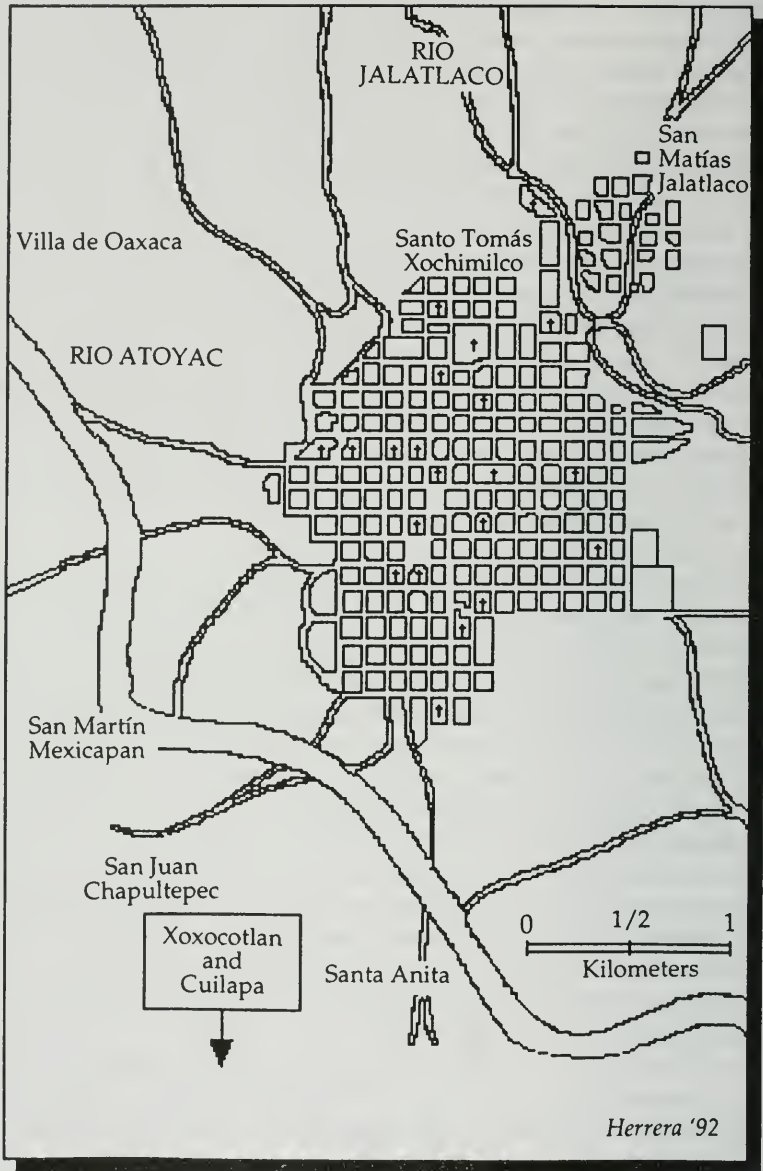 RIO
JALATLACO
San
Matías
Jalatlaco
Villa de Oaxaca
Santo Tomás
Xochimilco
RIO ATOYAC
San Martín
Mexicapan
San Juan
Chapultepec
Xoxocotlan
and
Cuilapa
Santa Anita
0 1/2 1
Kilometers
Herrera '92